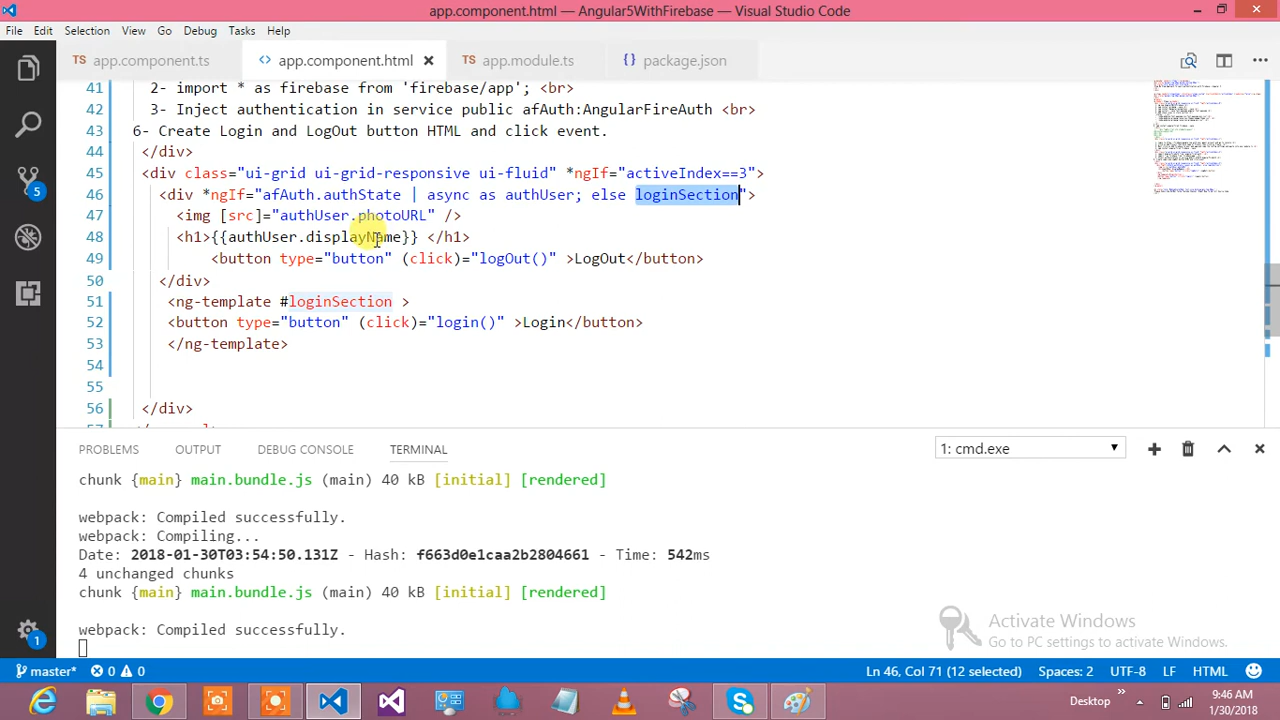 app.component.html — Angular5WithFirebase — Visual Studio Code
File Edit Selection View Go Debug Tasks Help
TS app.component.ts <> app.component.html TS app.module.ts {} package.json
41 2- import * as firebase from 'firebase/app'; <br>
42 3- Inject authentication in service public afAuth:AngularFireAuth <br>
43 6- Create Login and LogOut button HTML and click event.
44 </div>
45 <div class="ui-grid ui-grid-responsive ui-fluid" *ngIf="activeIndex==3">
46 <div *ngIf="afAuth.authState | async as authUser; else loginSection">
47 <img [src]="authUser.photoURL" />
48 <h1>{{authUser.displayName}} </h1>
49 <button type="button" (click)="logOut()" >LogOut</button>
50 </div>
51 <ng-template #loginSection >
52 <button type="button" (click)="login()" >Login</button>
53 </ng-template>
54
55
56 </div>
PROBLEMS OUTPUT DEBUG CONSOLE TERMINAL 1: cmd.exe
chunk {main} main.bundle.js (main) 40 kB [initial] [rendered]
webpack: Compiled successfully.
webpack: Compiling...
Date: 2018-01-30T03:54:50.131Z - Hash: f663d0e1caa2b2804661 - Time: 542ms
4 unchanged chunks
chunk {main} main.bundle.js (main) 40 kB [initial] [rendered]
webpack: Compiled successfully.
Activate Windows
Go to PC settings to activate Windows.
5
1
master* 0 0 Ln 46, Col 71 (12 selected) Spaces: 2 UTF-8 LF HTML
Desktop 9:46 AM
1/30/2018